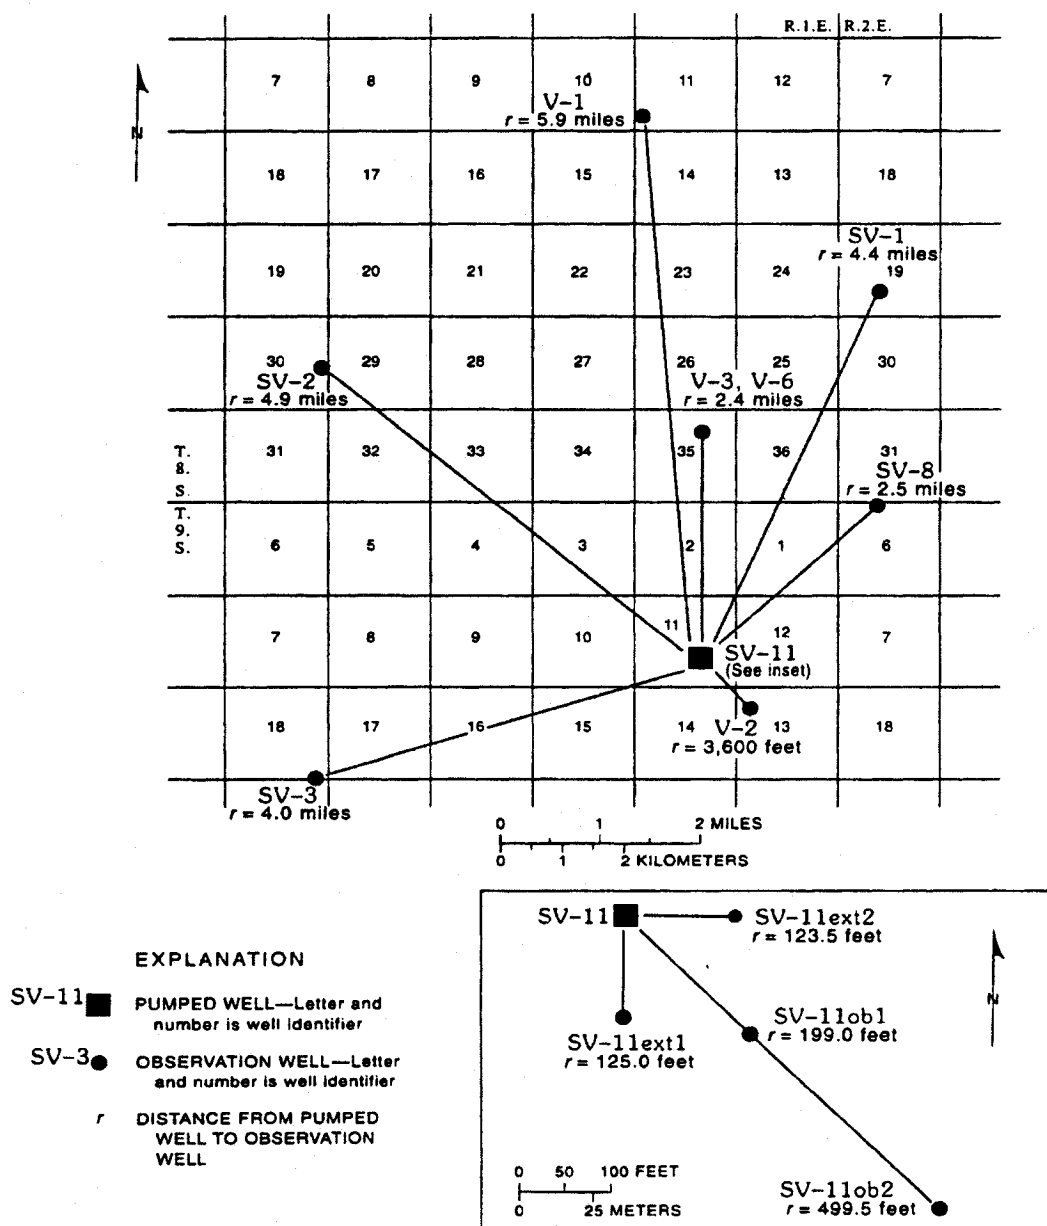 R.1.E. R.2.E.
7 8 9 10 11 12 7
V-1
r = 5.9 miles
N
18 17 16 15 14 13 18
SV-1
r = 4.4 miles
19 20 21 22 23 24 19
30 29 28 27 26 25 30
SV-2
r = 4.9 miles
V-3, V-6
r = 2.4 miles
T.
8.
S.
31 32 33 34 35 36 31
SV-8
r = 2.5 miles
T.
9.
S.
6 5 4 3 2 1 6
7 8 9 10 11 12 7
SV-11
(See inset)
18 17 16 15 14 13 18
V-2
r = 3,600 feet
SV-3
r = 4.0 miles
0 1 2 MILES
0 1 2 KILOMETERS
EXPLANATION
SV-11 PUMPED WELL—Letter and
number is well identifier
SV-3 OBSERVATION WELL—Letter
and number is well identifier
r DISTANCE FROM PUMPED
WELL TO OBSERVATION
WELL
SV-11
SV-11ext2
r = 123.5 feet
N
SV-11ext1
r = 125.0 feet
SV-11ob1
r = 199.0 feet
SV-11ob2
r = 499.5 feet
0 50 100 FEET
0 25 METERS